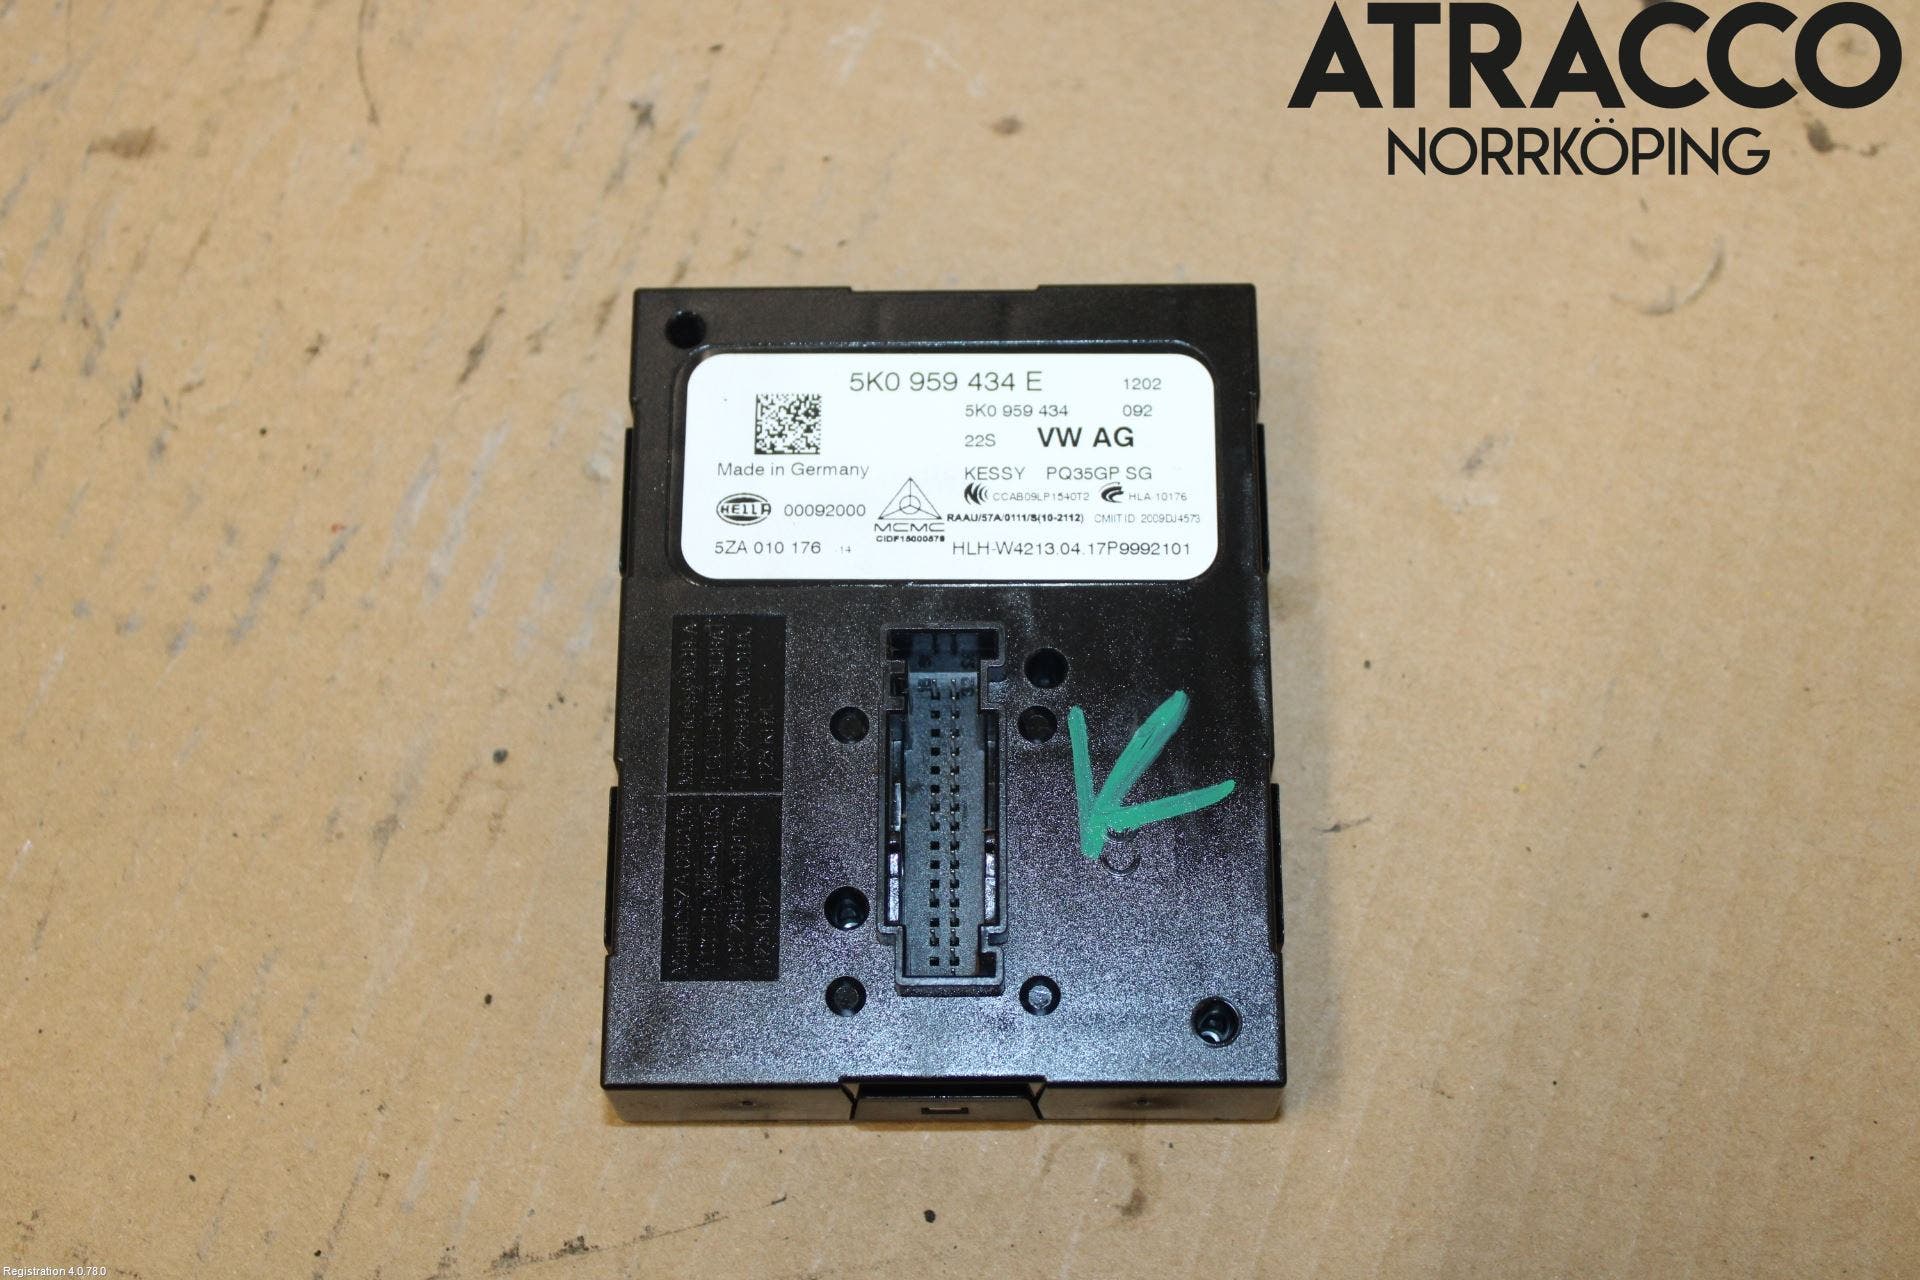 ATRACCO
NORRKÖPING
5K0 959 434 E 1202
5K0 959 434 092
22S VW AG
Made in Germany KESSY PQ35GP SG
CCAB09LP1540T2 HLA 10176
HELLA 00092000 MCMC RAAU/57A/0111/S(10-2112) CMIIT ID: 2009DJ4573
CIDF15000578
5ZA 010 176 14 HLH-W4213.04.17P9992101
K
Registration 4.0.78.0